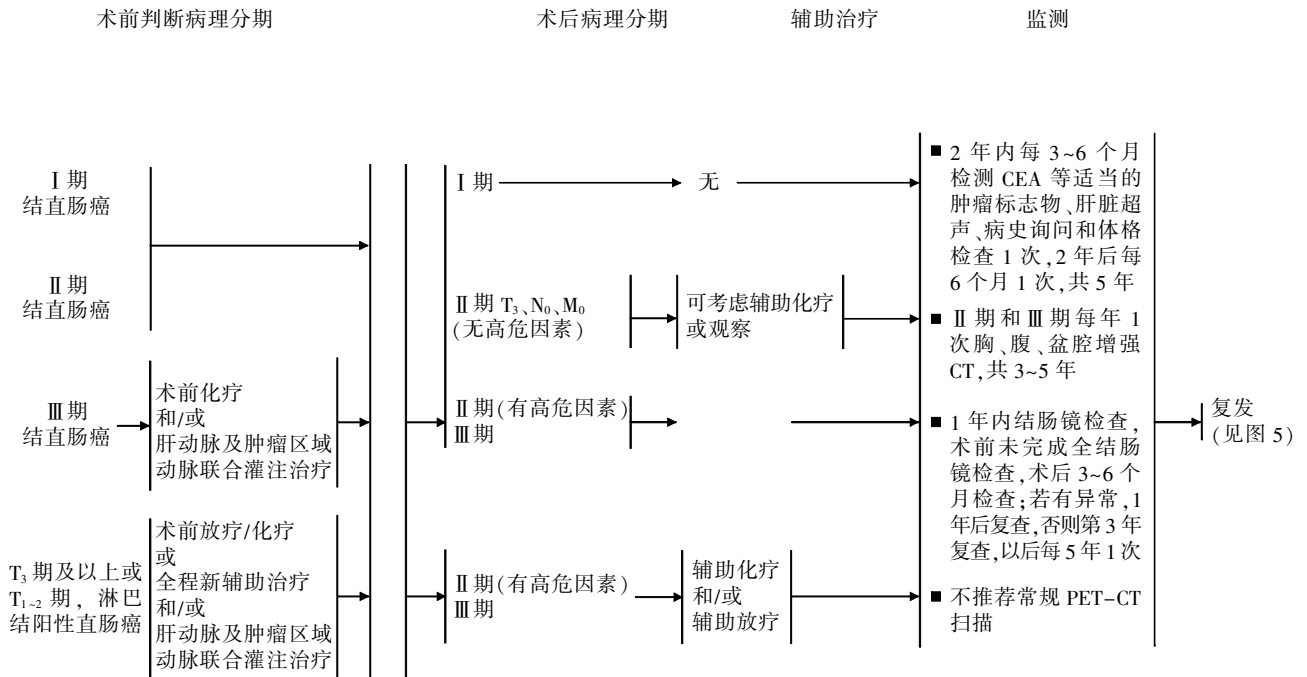 术前判断病理分期
术后病理分期
辅助治疗
监测
Ⅰ期
结直肠癌
Ⅱ期
结直肠癌
Ⅲ期
结直肠癌
术前化疗
和/或
肝动脉及肿瘤区域
动脉联合灌注治疗
T₃期及以上或
T₁~₂期，淋巴
结阳性直肠癌
术前放疗/化疗
或
全程新辅助治疗
和/或
肝动脉及肿瘤区域
动脉联合灌注治疗
Ⅰ期
无
Ⅱ期 T₃、N₀、M₀
(无高危因素)
可考虑辅助化疗
或观察
Ⅱ期(有高危因素)
Ⅲ期
Ⅱ期(有高危因素)
Ⅲ期
辅助化疗
和/或
辅助放疗
■ 2 年内每 3~6 个月
检测 CEA 等适当的
肿瘤标志物、肝脏超
声、病史询问和体格
检查 1 次,2 年后每
6 个月 1 次,共 5 年
■ Ⅱ期和Ⅲ期每年 1
次胸、腹、盆腔增强
CT,共 3~5 年
■ 1 年内结肠镜检查,
术前未完成全结肠
镜检查,术后 3~6 个
月检查;若有异常,1
年后复查,否则第 3 年
复查,以后每 5 年 1 次
■ 不推荐常规 PET-CT
扫描
复发
(见图 5)